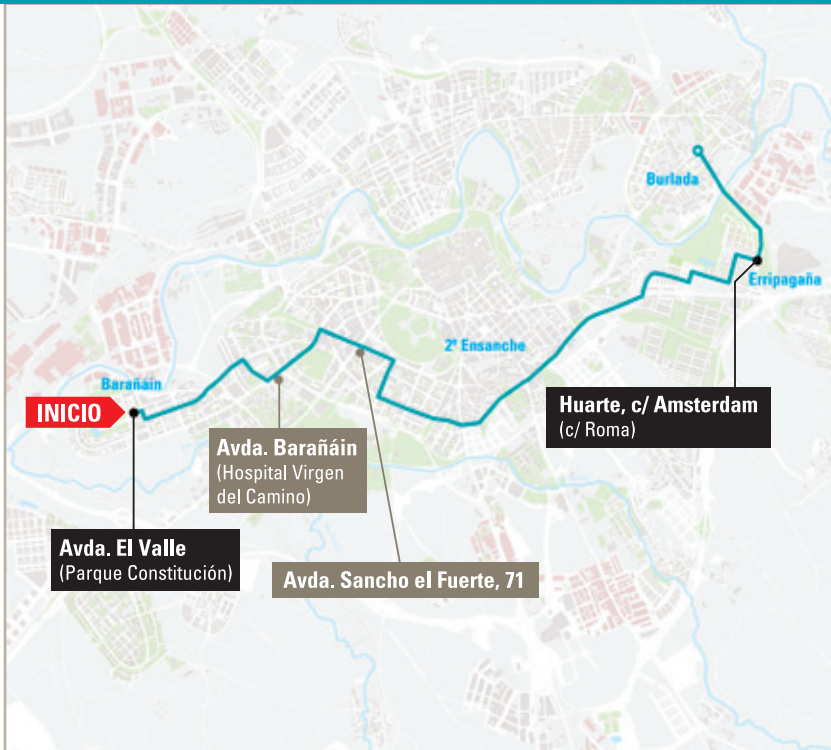 Burlada
Erripagaña
2º Ensanche
Barañáin
INICIO
Huarte, c/ Amsterdam
(c/ Roma)
Avda. Barañáin
(Hospital Virgen
del Camino)
Avda. El Valle
(Parque Constitución)
Avda. Sancho el Fuerte, 71